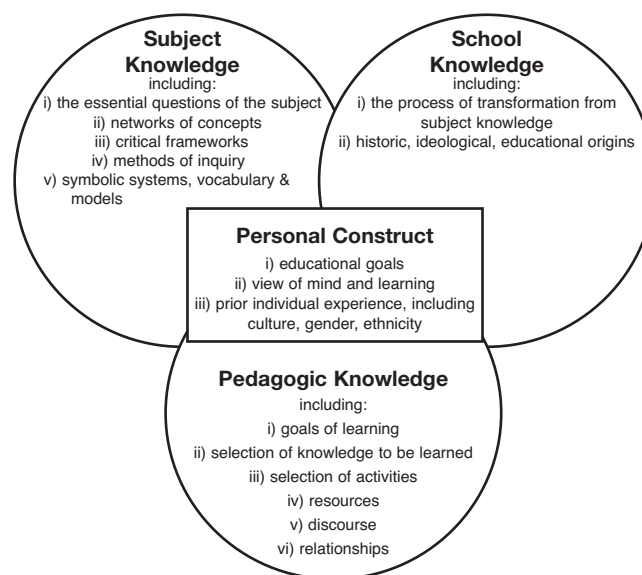 Subject
Knowledge
including:
i) the essential questions of the subject
ii) networks of concepts
iii) critical frameworks
iv) methods of inquiry
v) symbolic systems, vocabulary &
models
School
Knowledge
including:
i) the process of transformation from
subject knowledge
ii) historic, ideological, educational origins
Personal Construct
i) educational goals
ii) view of mind and learning
iii) prior individual experience, including
culture, gender, ethnicity
Pedagogic Knowledge
including:
i) goals of learning
ii) selection of knowledge to be learned
iii) selection of activities
iv) resources
v) discourse
vi) relationships